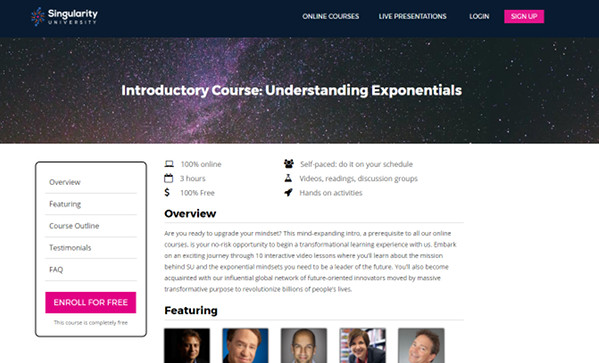 Singularity
UNIVERSITY
ONLINE COURSES
LIVE PRESENTATIONS
LOGIN
SIGN UP
Introductory Course: Understanding Exponentials
Overview
Featuring
Course Outline
Testimonials
FAQ
ENROLL FOR FREE
This course is completely free
100% online
3 hours
100% Free
Self-paced: do it on your schedule
Videos, readings, discussion groups
Hands on activities
Overview
Are you ready to upgrade your mindset? This mind-expanding intro, a prerequisite to all our online
courses, is your no-risk opportunity to begin a transformational learning experience with us. Embark
on an exciting journey through 10 interactive video lessons where you'll learn about the mission
behind SU and the exponential mindsets you need to be a leader of the future. You'll also become
acquainted with our influential global network of future-oriented innovators moved by massive
transformative purpose to revolutionize billions of people's lives.
Featuring